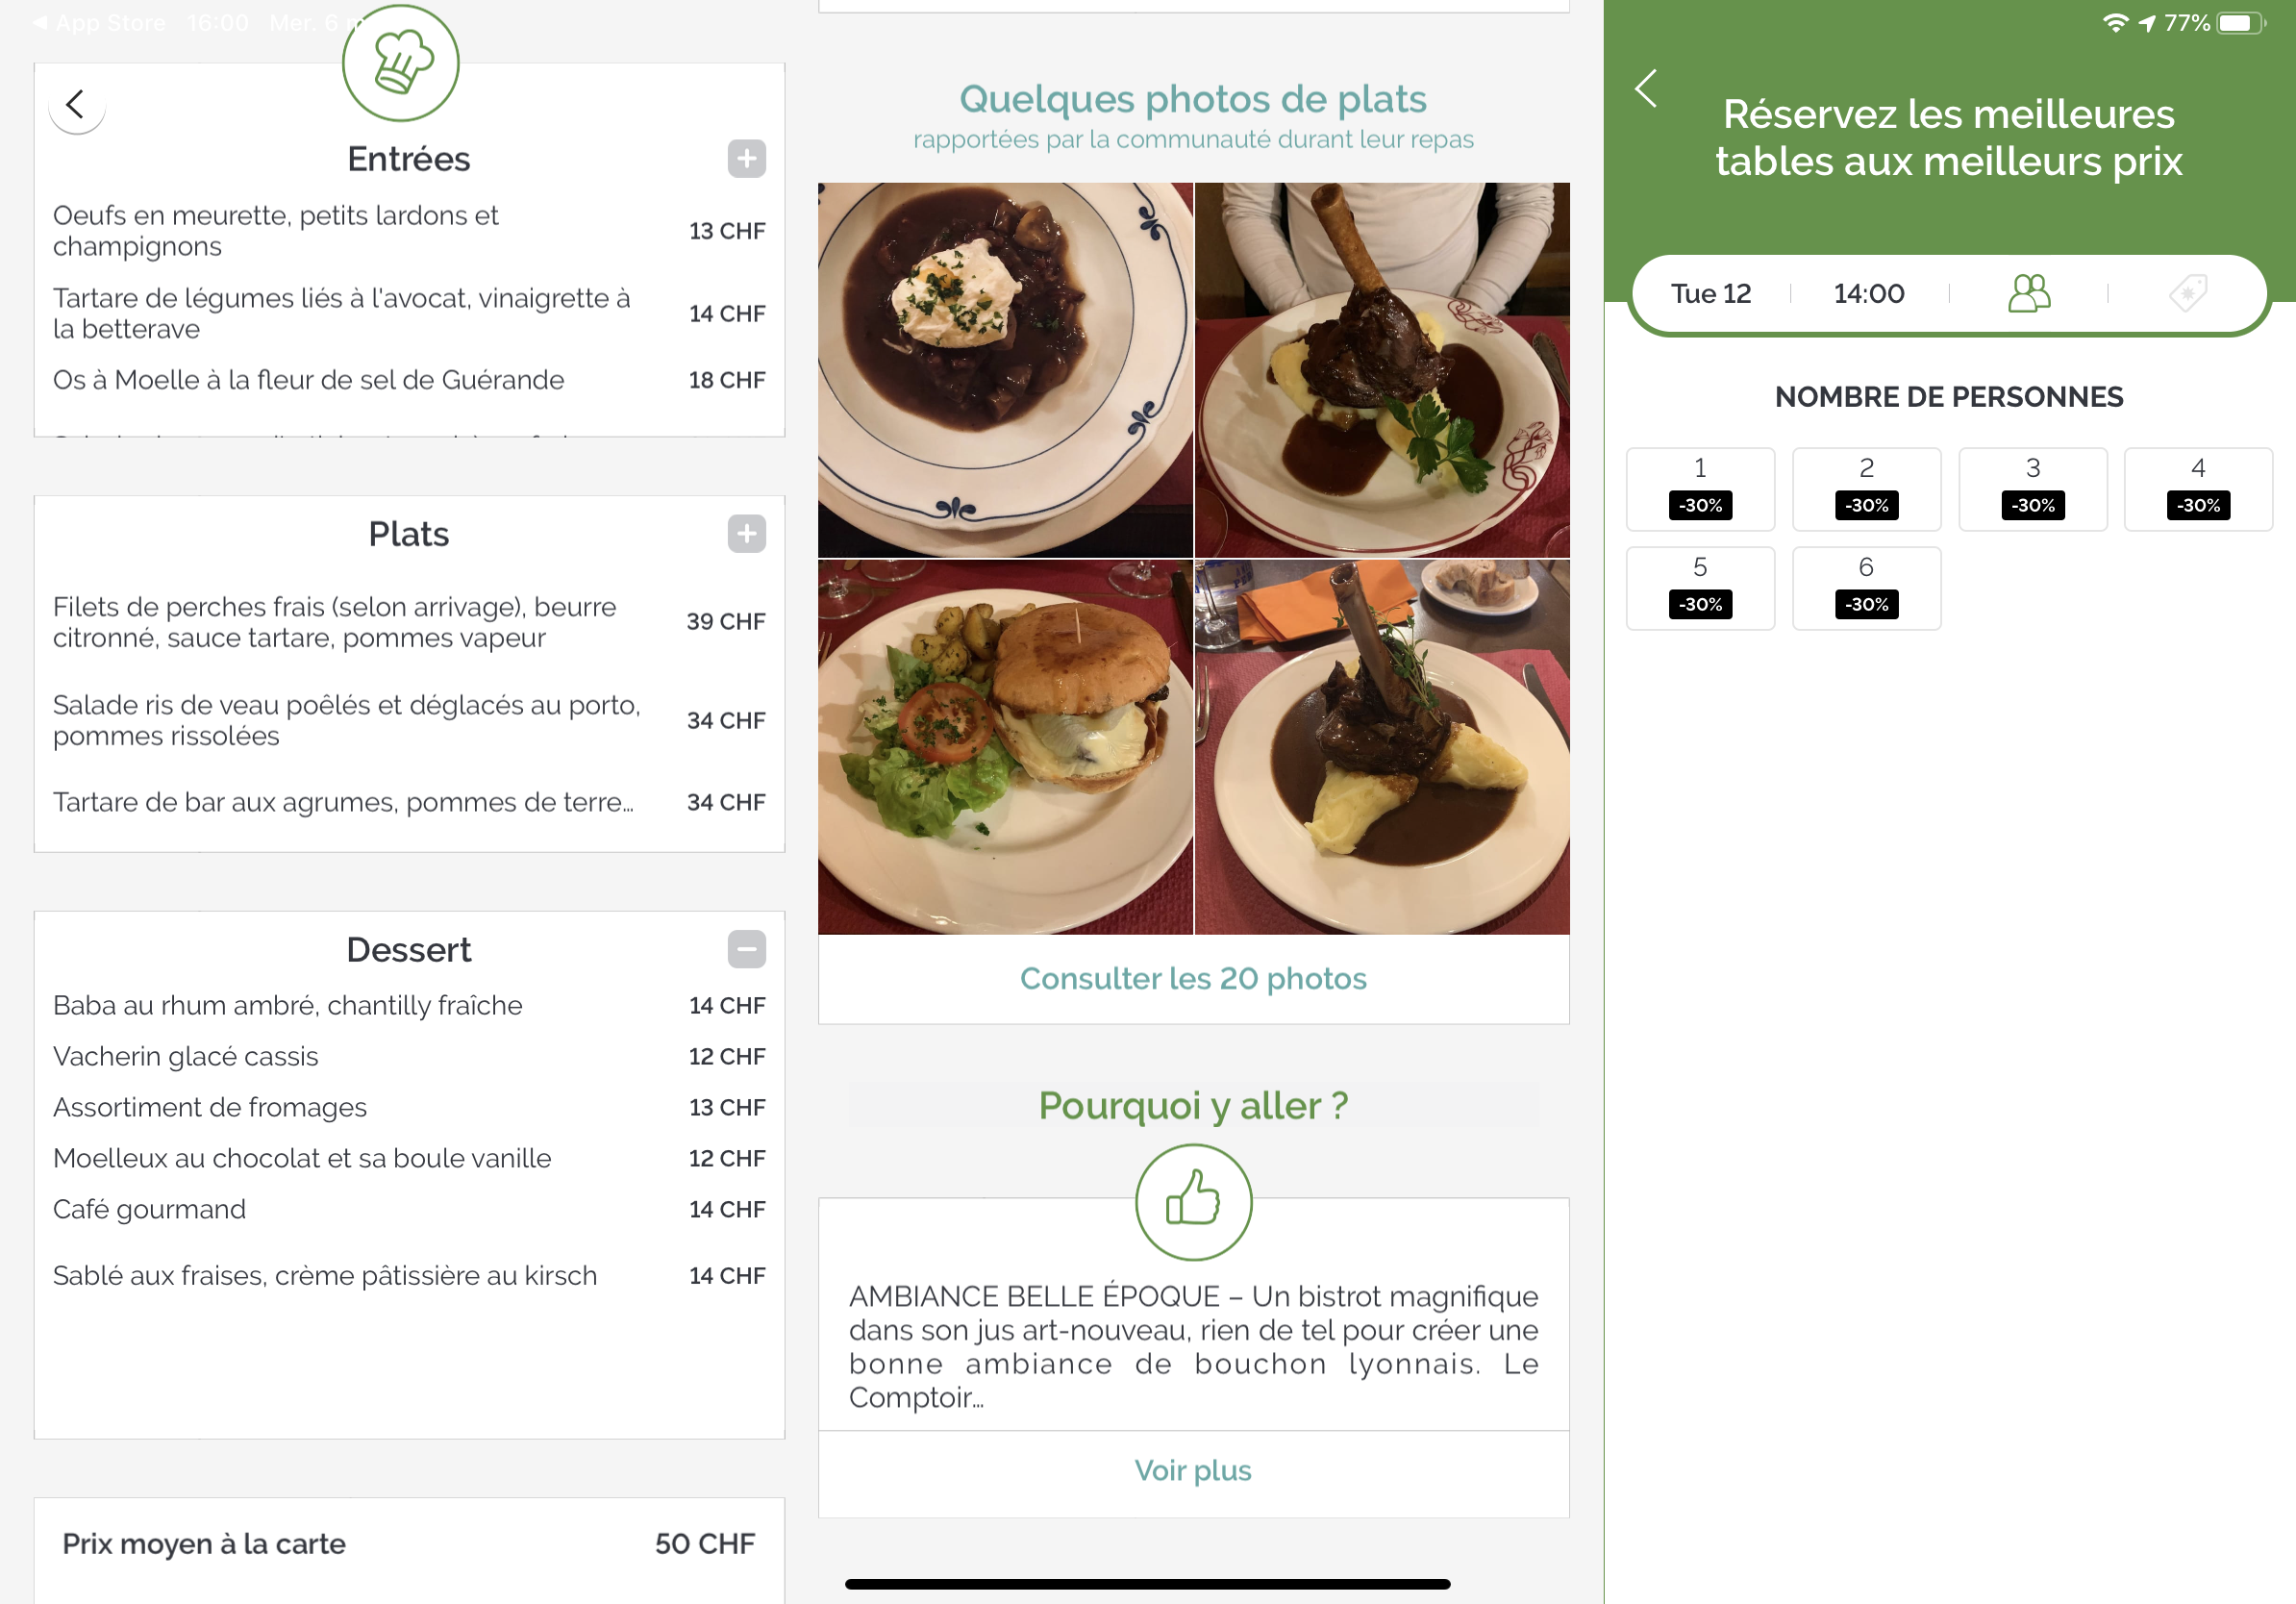 App Store 16:00 Mer. 6
Entrées
Oeufs en meurette, petits lardons et
champignons
13 CHF
Tartare de légumes liés à l'avocat, vinaigrette à
la betterave
14 CHF
Os à Moelle à la fleur de sel de Guérande
18 CHF
Plats
Filets de perches frais (selon arrivage), beurre
citronné, sauce tartare, pommes vapeur
39 CHF
Salade ris de veau poêlés et déglacés au porto,
pommes rissolées
34 CHF
Tartare de bar aux agrumes, pommes de terre...
34 CHF
Dessert
Baba au rhum ambré, chantilly fraîche
14 CHF
Vacherin glacé cassis
12 CHF
Assortiment de fromages
13 CHF
Moelleux au chocolat et sa boule vanille
12 CHF
Café gourmand
14 CHF
Sablé aux fraises, crème pâtissière au kirsch
14 CHF
Prix moyen à la carte
50 CHF
Quelques photos de plats
rapportées par la communauté durant leur repas
Consulter les 20 photos
Pourquoi y aller ?
AMBIANCE BELLE ÉPOQUE – Un bistrot magnifique
dans son jus art-nouveau, rien de tel pour créer une
bonne ambiance de bouchon lyonnais. Le
Comptoir...
Voir plus
77%
Réservez les meilleures
tables aux meilleurs prix
Tue 12
14:00
NOMBRE DE PERSONNES
1
-30%
2
-30%
3
-30%
4
-30%
5
-30%
6
-30%